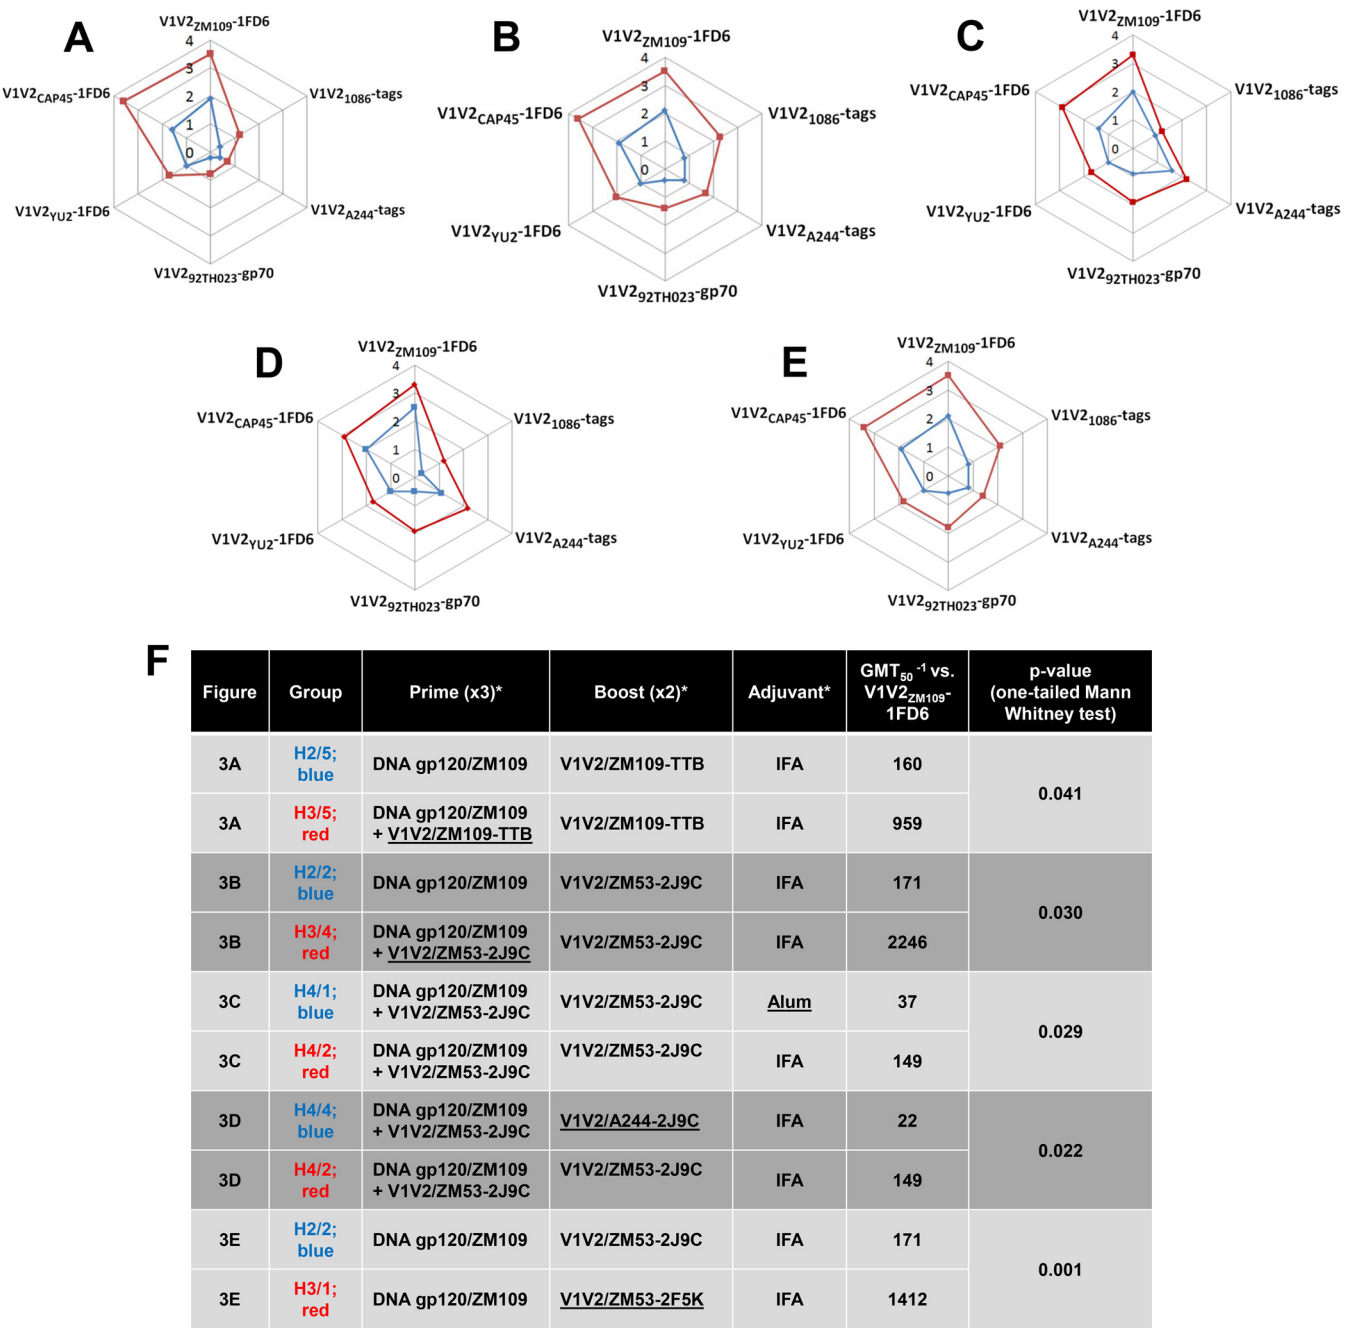 A
V1V2ZM109-1FD6
4
3
2
1
0
V1V2CAP45-1FD6
V1V21086-tags
V1V2YU2-1FD6
V1V2A244-tags
V1V292TH023-gp70
B
V1V2ZM109-1FD6
4
3
2
1
0
V1V2CAP45-1FD6
V1V21086-tags
V1V2YU2-1FD6
V1V2A244-tags
V1V292TH023-gp70
C
V1V2ZM109-1FD6
4
3
2
1
0
V1V2CAP45-1FD6
V1V21086-tags
V1V2YU2-1FD6
V1V2A244-tags
V1V292TH023-gp70
D
V1V2ZM109-1FD6
4
3
2
1
0
V1V2CAP45-1FD6
V1V21086-tags
V1V2YU2-1FD6
V1V2A244-tags
V1V292TH023-gp70
E
V1V2ZM109-1FD6
4
3
2
1
0
V1V2CAP45-1FD6
V1V21086-tags
V1V2YU2-1FD6
V1V2A244-tags
V1V292TH023-gp70
F
Figure
Group
Prime (x3)*
Boost (x2)*
Adjuvant*
GMT50 -1 vs.
V1V2ZM109-
1FD6
p-value
(one-tailed Mann
Whitney test)
3A
H2/5;
blue
DNA gp120/ZM109
V1V2/ZM109-TTB
IFA
160
0.041
3A
H3/5;
red
DNA gp120/ZM109
+ V1V2/ZM109-TTB
V1V2/ZM109-TTB
IFA
959
3B
H2/2;
blue
DNA gp120/ZM109
V1V2/ZM53-2J9C
IFA
171
0.030
3B
H3/4;
red
DNA gp120/ZM109
+ V1V2/ZM53-2J9C
V1V2/ZM53-2J9C
IFA
2246
3C
H4/1;
blue
DNA gp120/ZM109
+ V1V2/ZM53-2J9C
V1V2/ZM53-2J9C
Alum
37
0.029
3C
H4/2;
red
DNA gp120/ZM109
+ V1V2/ZM53-2J9C
V1V2/ZM53-2J9C
IFA
149
3D
H4/4;
blue
DNA gp120/ZM109
+ V1V2/ZM53-2J9C
V1V2/A244-2J9C
IFA
22
0.022
3D
H4/2;
red
DNA gp120/ZM109
+ V1V2/ZM53-2J9C
V1V2/ZM53-2J9C
IFA
149
3E
H2/2;
blue
DNA gp120/ZM109
V1V2/ZM53-2J9C
IFA
171
0.001
3E
H3/1;
red
DNA gp120/ZM109
V1V2/ZM53-2F5K
IFA
1412